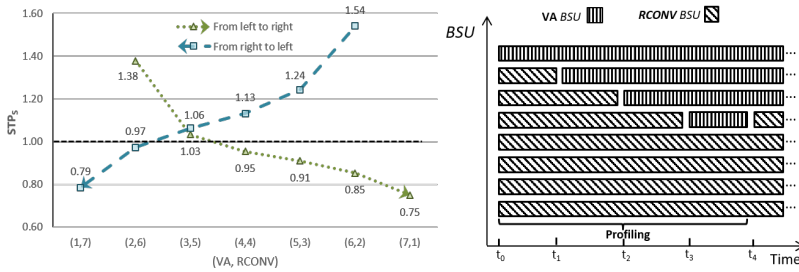 1.60
1.40
1.20
1.00
0.80
0.60
STPs
From left to right
From right to left
1.38
1.06
1.13
1.24
1.54
0.79
0.97
1.03
0.95
0.91
0.85
0.75
(1,7) (2,6) (3,5) (4,4) (5,3) (6,2) (7,1)
(VA, RCONV)
BSU
VA BSU
RCONV BSU
...
...
...
...
...
...
...
...
Profiling
t0 t1 t2 t3 t4 Time